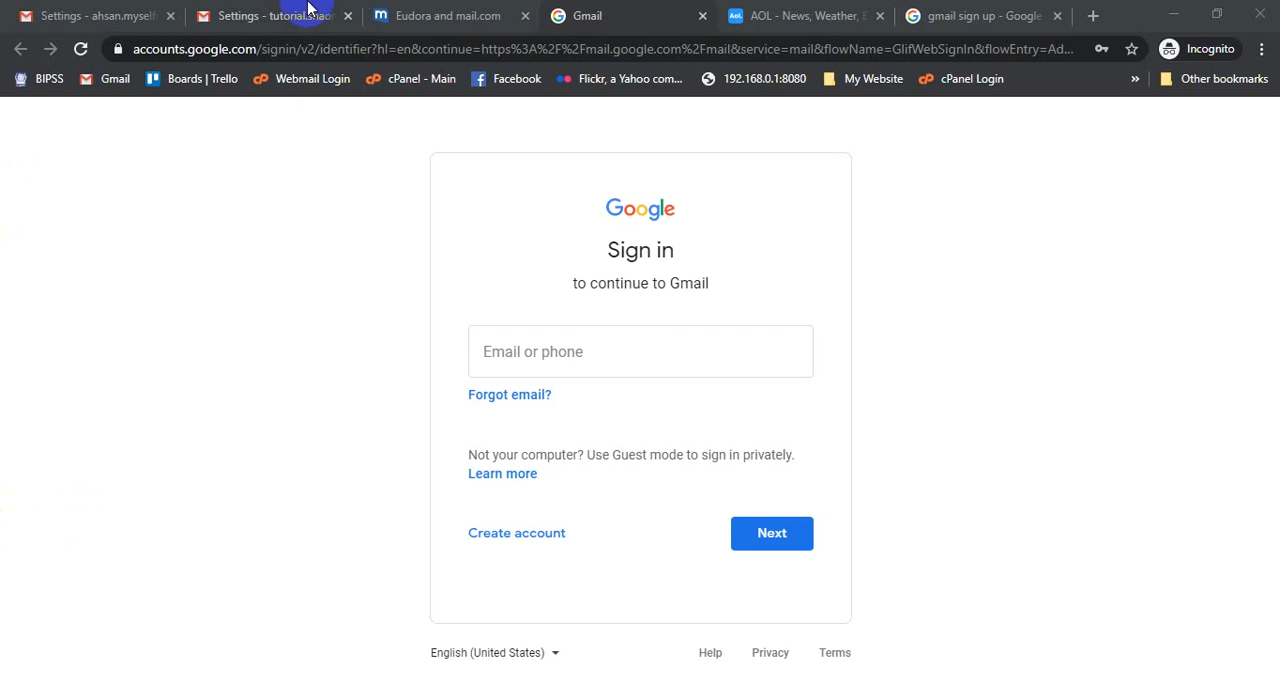 Settings - ahsan.myself
Settings - tutorial.
Eudora and mail.com
Gmail
Aol.
AOL - News, Weather, E
gmail sign up - Google
accounts.google.com/signin/v2/identifier?hl=en&continue=https%3A%2F%2Fmail.google.com%2Fmail&service=mail&flowName=GlifWebSignIn&flowEntry=Ad...
Incognito
BIPSS
Gmail
Boards | Trello
Webmail Login
cPanel - Main
Facebook
Flickr, a Yahoo com...
192.168.0.1:8080
My Website
cPanel Login
»
Other bookmarks
Google
Sign in
to continue to Gmail
Email or phone
Forgot email?
Not your computer? Use Guest mode to sign in privately.
Learn more
Create account
Next
English (United States)
Help
Privacy
Terms